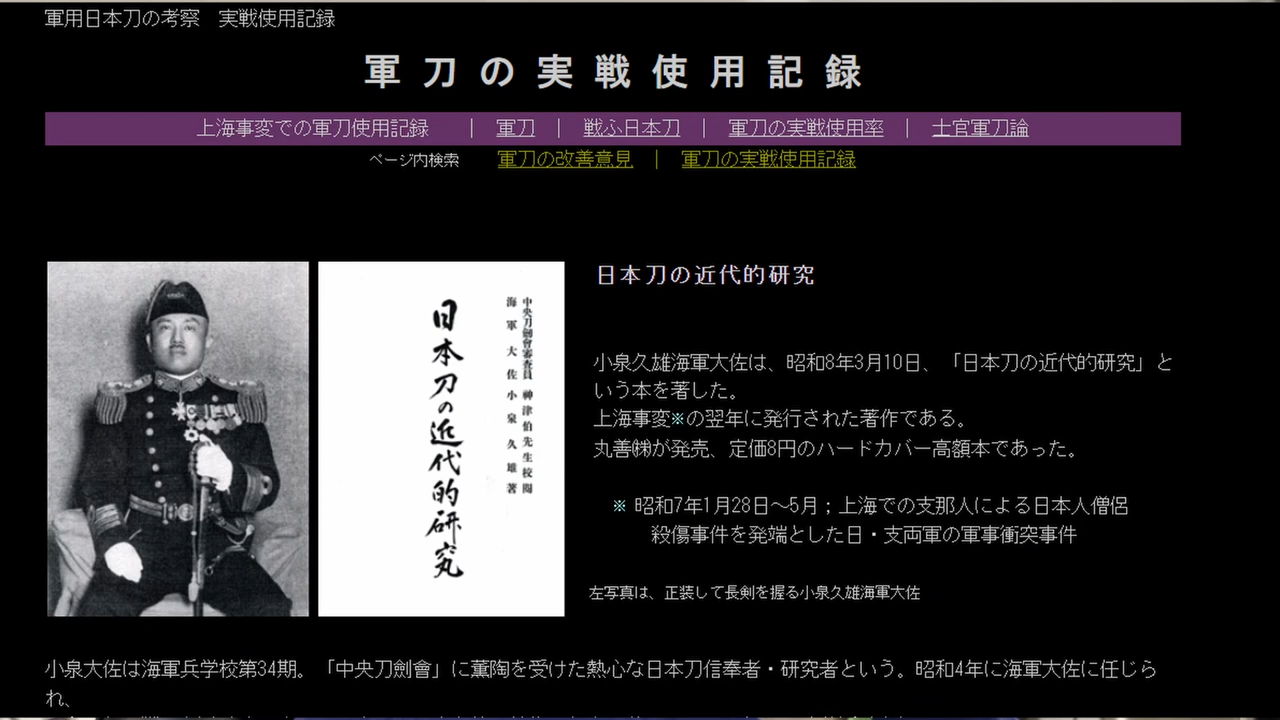 軍用日本刀の考察　実戦使用記録
軍刀の実戦使用記録
上海事変での軍刀使用記録　｜　軍刀　｜　戦ふ日本刀　｜　軍刀の実戦使用率　｜　士官軍刀論
ページ内検索　軍刀の改善意見　｜　軍刀の実戦使用記録
中央刀劍會審査員 神津伯先生校閲
海軍大佐小泉久雄著
日本刀の近代的研究
日本刀の近代的研究
小泉久雄海軍大佐は、昭和8年3月10日、「日本刀の近代的研究」と
いう本を著した。
上海事変※の翌年に発行された著作である。
丸善㈱が発売、定価8円のハードカバー高額本であった。
※ 昭和7年1月28日～5月；上海での支那人による日本人僧侶
殺傷事件を発端とした日・支両軍の軍事衝突事件
左写真は、正装して長剣を握る小泉久雄海軍大佐
小泉大佐は海軍兵学校第34期。「中央刀劍會」に薫陶を受けた熱心な日本刀信奉者・研究者という。昭和4年に海軍大佐に任じら
れ、